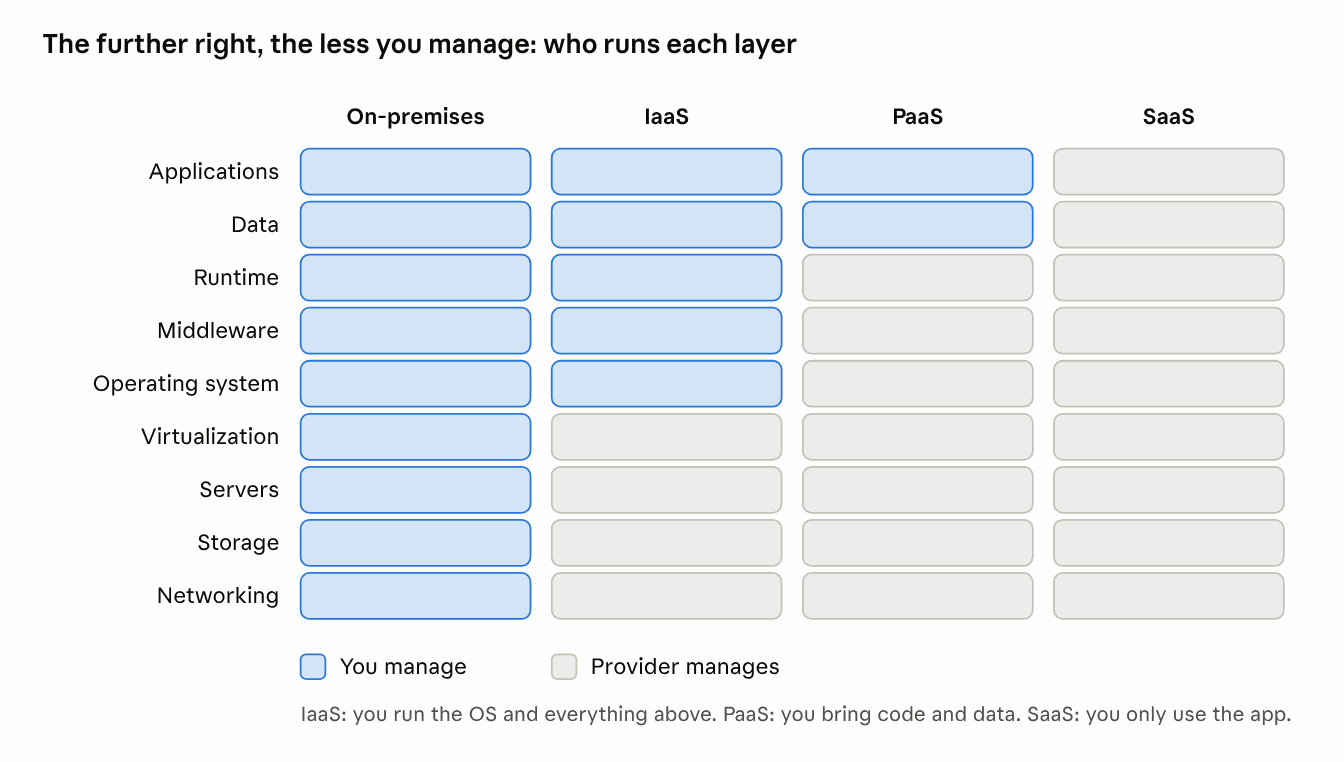 The further right, the less you manage: who runs each layer
On-premises IaaS PaaS SaaS
Applications
Data
Runtime
Middleware
Operating system
Virtualization
Servers
Storage
Networking
You manage Provider manages
IaaS: you run the OS and everything above. PaaS: you bring code and data. SaaS: you only use the app.